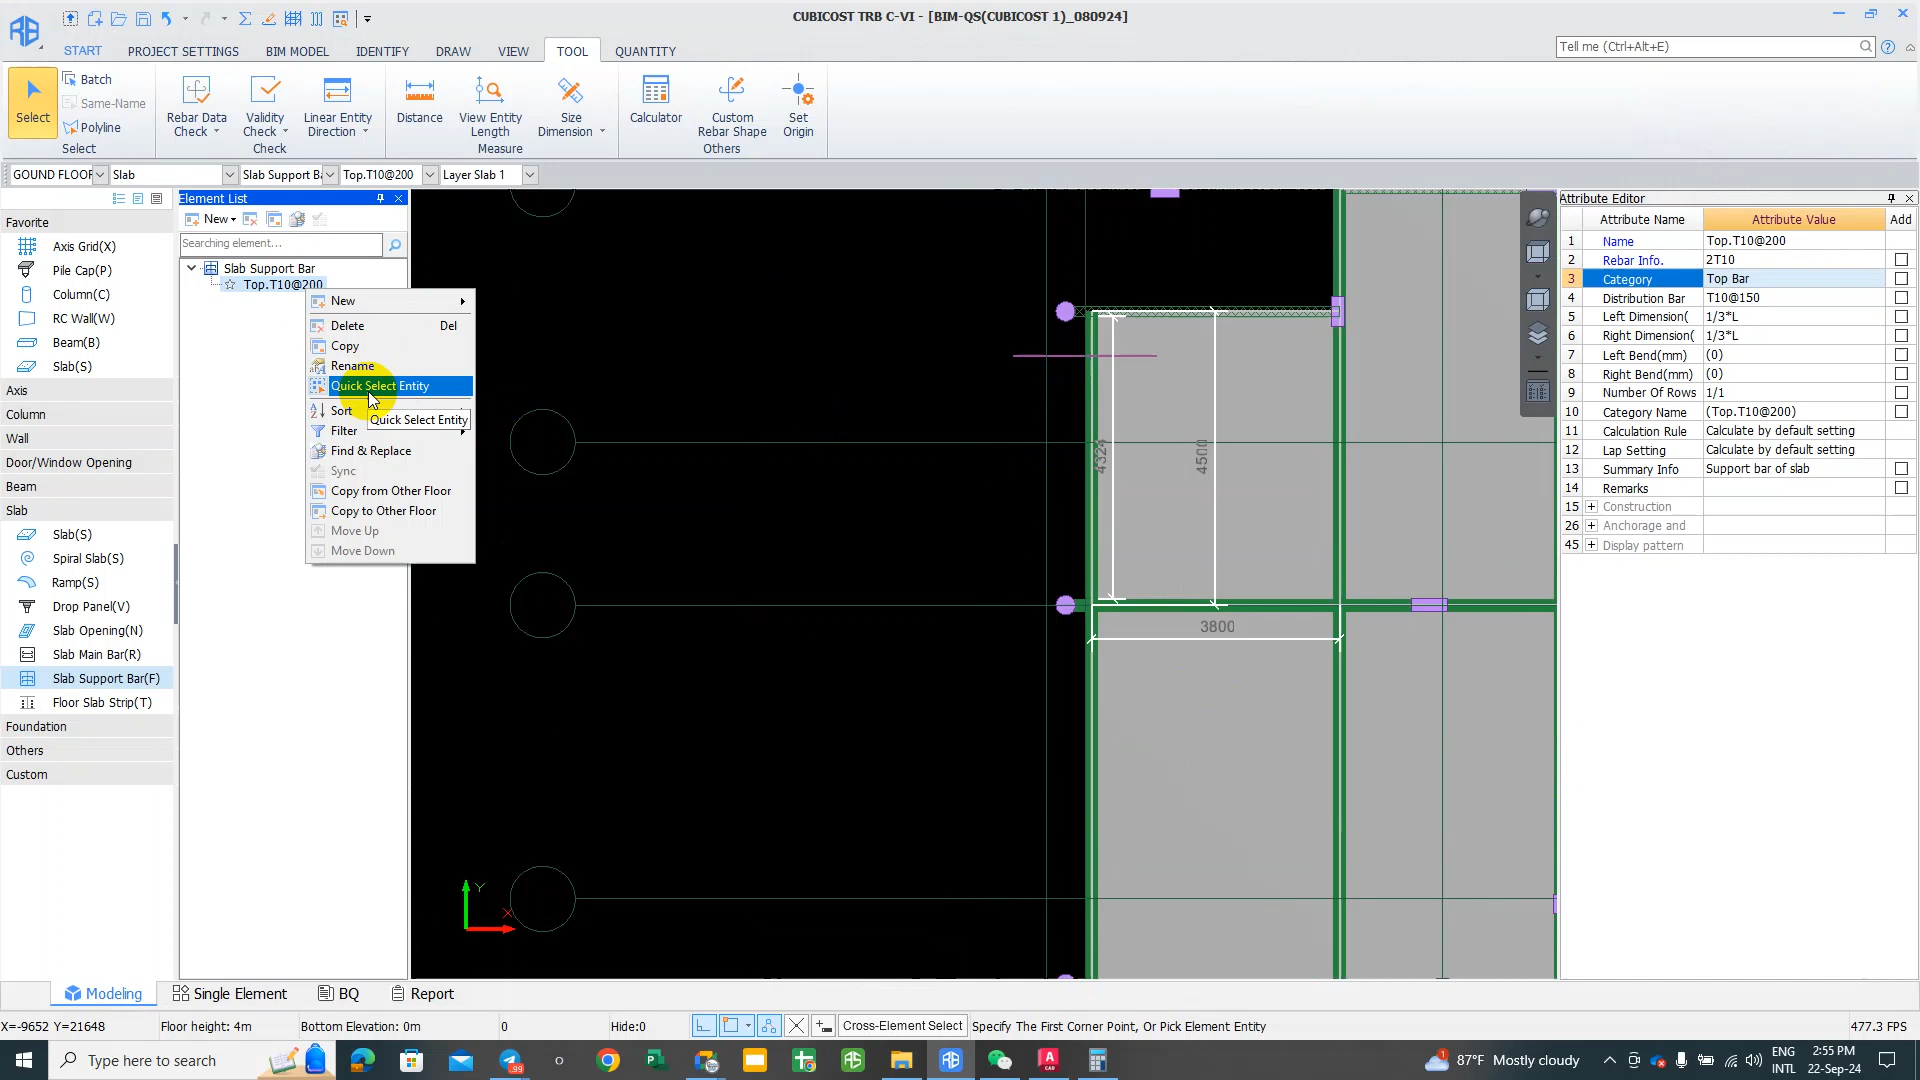 CUBICOST TRB C-VI - [BIM-QS(CUBICOST 1)_080924]
START PROJECT SETTINGS BIM MODEL IDENTIFY DRAW VIEW TOOL QUANTITY
Tell me (Ctrl+Alt+E)
Select
Batch
Same-Name
Polyline
Rebar Data Check
Validity Check
Linear Entity Direction
Distance
View Entity Length
Size Dimension
Calculator
Custom Rebar Shape
Set Origin
Select Check Measure Others
GOUND FLOOR Slab Slab Support Ba Top.T10@200 Layer Slab 1
Favorite
Axis Grid(X)
Pile Cap(P)
Column(C)
RC Wall(W)
Beam(B)
Slab(S)
Axis
Column
Wall
Door/Window Opening
Beam
Slab
Slab(S)
Spiral Slab(S)
Ramp(S)
Drop Panel(V)
Slab Opening(N)
Slab Main Bar(R)
Slab Support Bar(F)
Floor Slab Strip(T)
Foundation
Others
Custom
Element List
New
Searching element...
Slab Support Bar
Top.T10@200
New
Delete Del
Copy
Rename
Quick Select Entity
Sort
Quick Select Entity
Filter
Find & Replace
Sync
Copy from Other Floor
Copy to Other Floor
Move Up
Move Down
4324
4500
3800
Y
X
Attribute Editor
Attribute Name Attribute Value Add
1 Name Top.T10@200
2 Rebar Info. 2T10
3 Category Top Bar
4 Distribution Bar T10@150
5 Left Dimension( 1/3*L
6 Right Dimension( 1/3*L
7 Left Bend(mm) (0)
8 Right Bend(mm) (0)
9 Number Of Rows 1/1
10 Category Name (Top.T10@200)
11 Calculation Rule Calculate by default setting
12 Lap Setting Calculate by default setting
13 Summary Info Support bar of slab
14 Remarks
15 Construction
26 Anchorage and
45 Display pattern
Modeling Single Element BQ Report
X=-9652 Y=21648 Floor height: 4m Bottom Elevation: 0m 0 Hide:0 Cross-Element Select Specify The First Corner Point, Or Pick Element Entity 477.3 FPS
Type here to search
87°F Mostly cloudy
ENG
INTL
2:55 PM
22-Sep-24